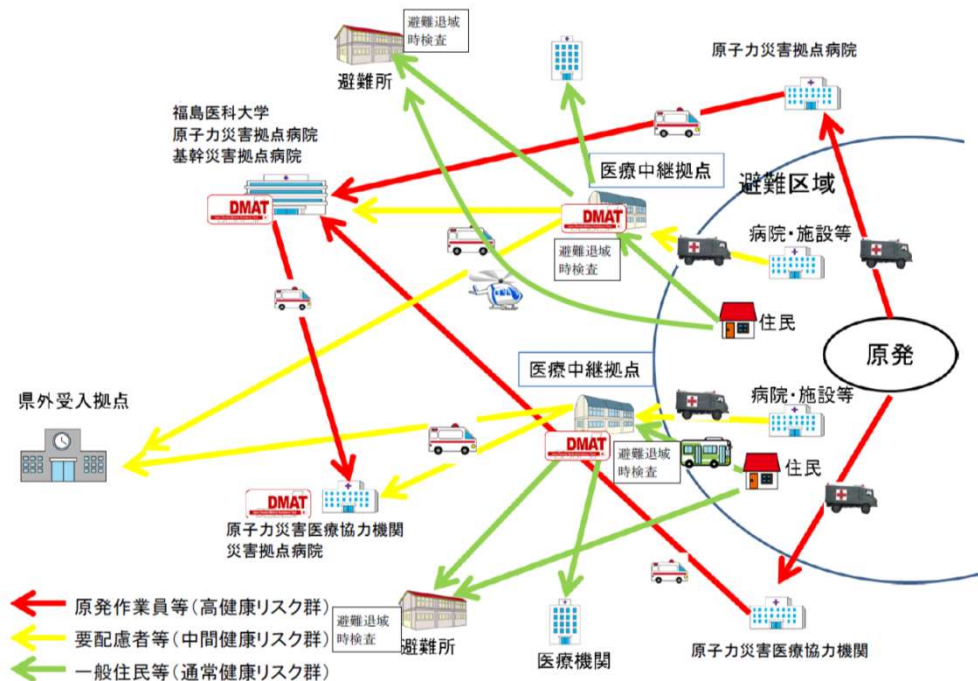 避難退域
時検査
避難所
原子力災害拠点病院
福島医科大学
原子力災害拠点病院
基幹災害拠点病院
DMAT
医療中継拠点
DMAT
避難退域
時検査
避難区域
病院・施設等
住民
原発
医療中継拠点
県外受入拠点
病院・施設等
DMAT
避難退域
時検査
住民
DMAT
原子力災害医療協力機関
災害拠点病院
原発作業員等(高健康リスク群)
要配慮者等(中間健康リスク群)
一般住民等(通常健康リスク群)
避難退域
時検査
避難所
医療機関
原子力災害医療協力機関